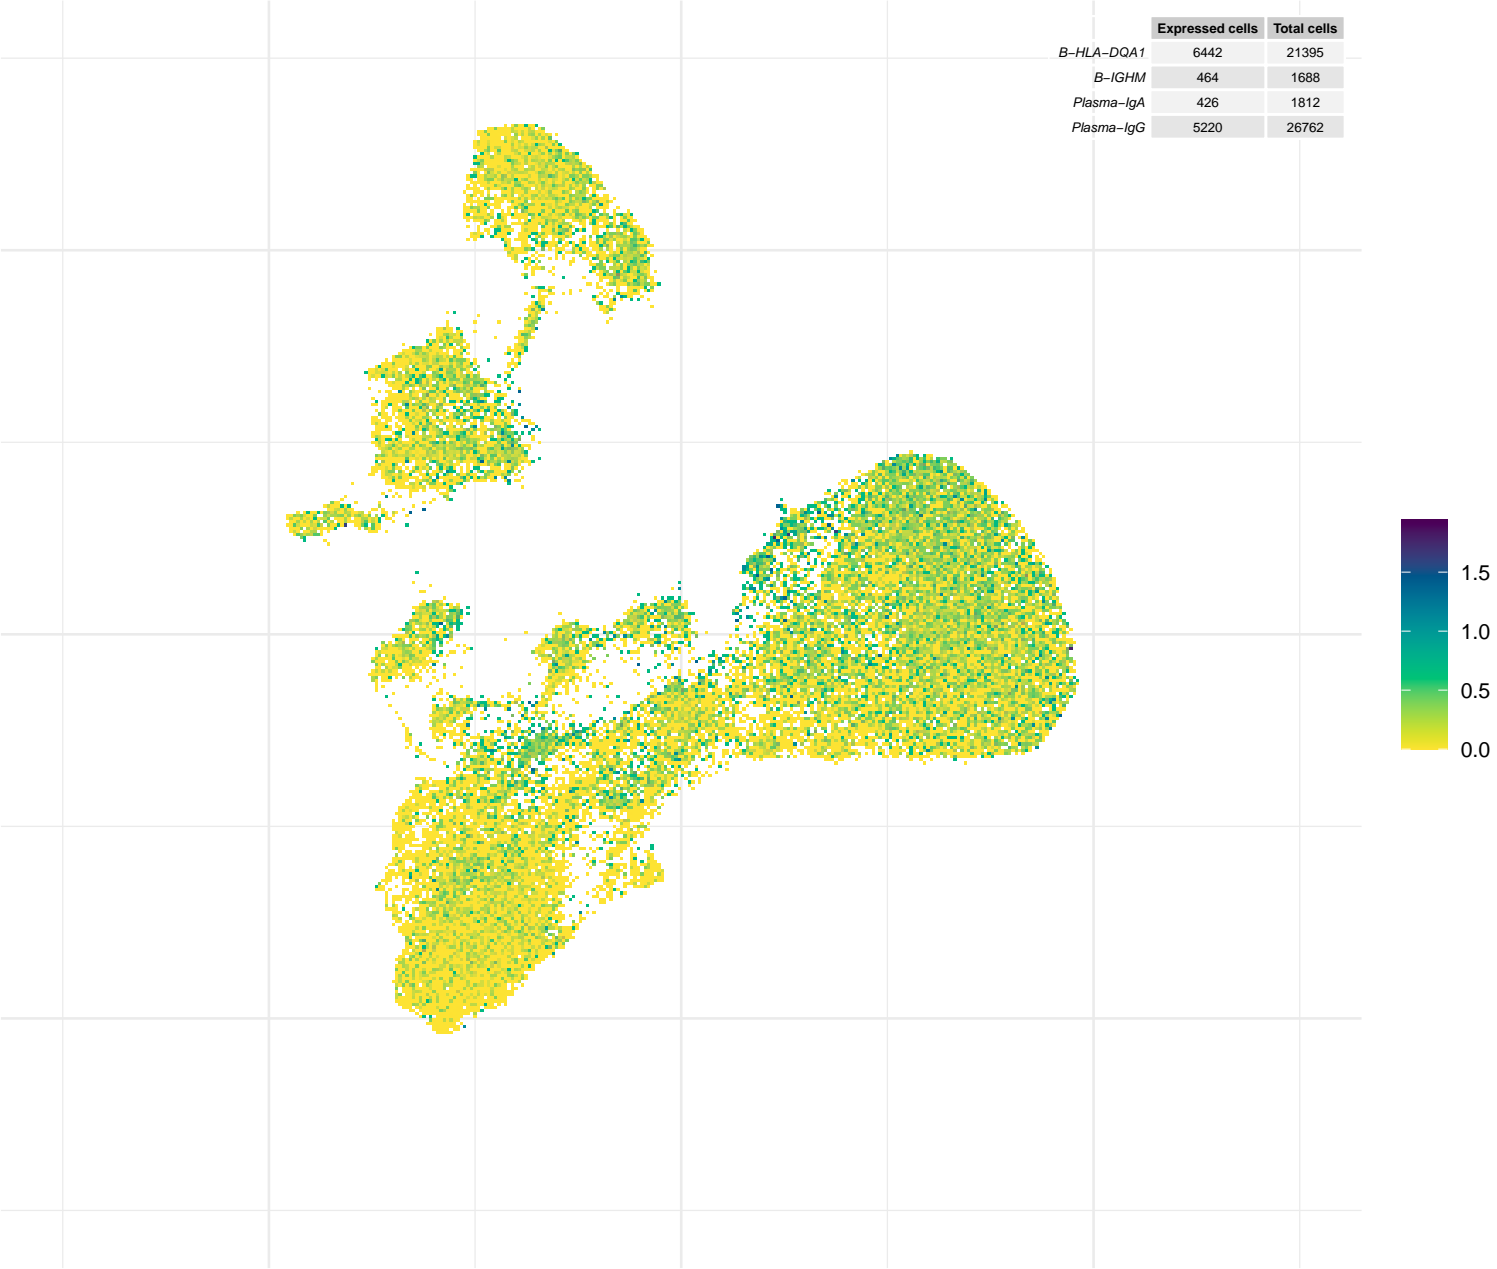 Expressed cells Total cells
B−HLA−DQA1 6442 21395
B−IGHM 464 1688
Plasma−IgA 426 1812
Plasma−IgG 5220 26762
1.5
1.0
0.5
0.0